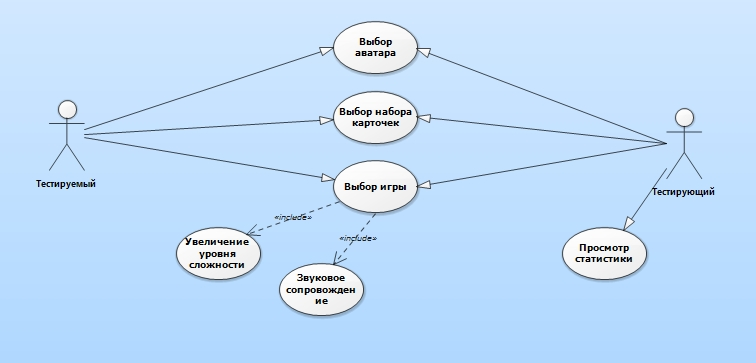 Выбор
аватара
Выбор набора
карточек
Тестируемый
Выбор игры
Тестирующий
«include»
«include»
Увеличение
уровня
сложности
Звуковое
сопровожден
ие
Просмотр
статистики